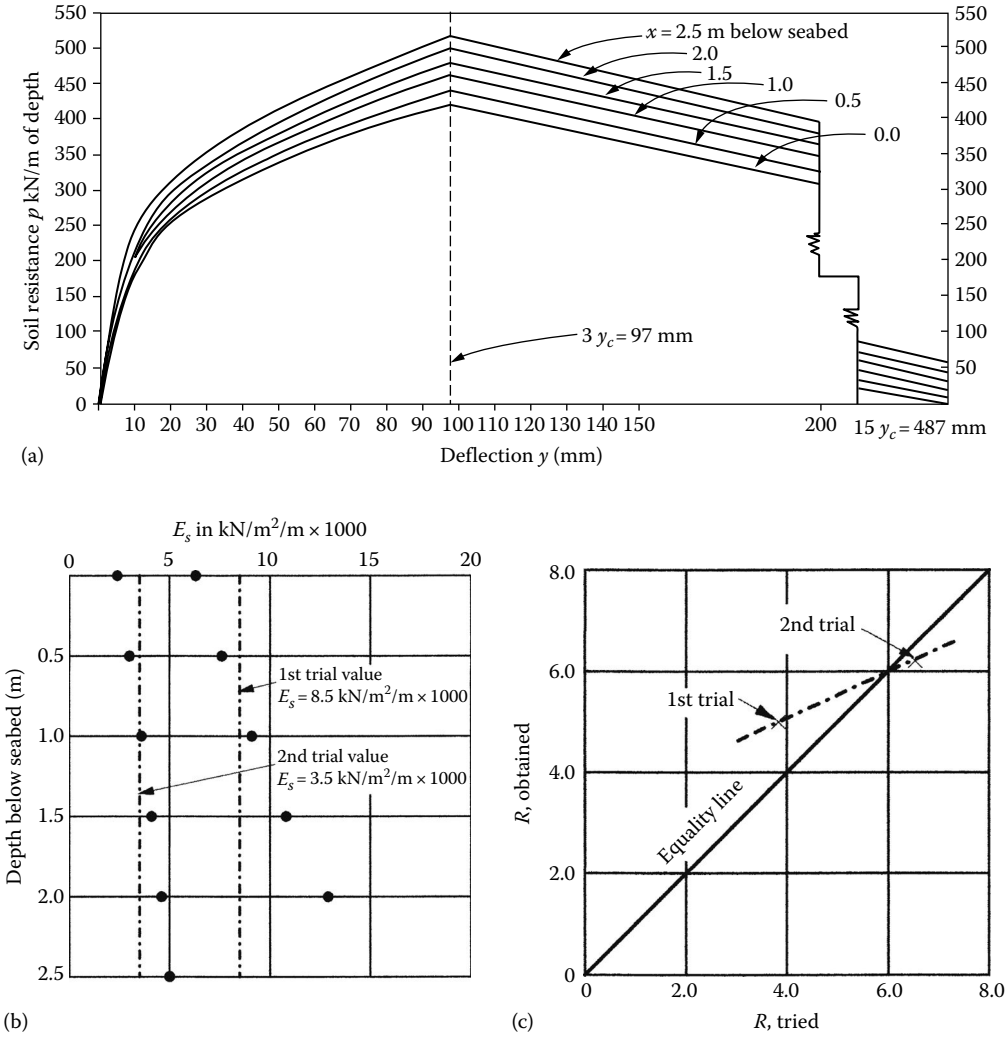 550
500
450
400
350
300
250
200
150
100
50
0
Soil resistance p kN/m of depth
x = 2.5 m below seabed
2.0
1.5
1.0
0.5
0.0
3 yc = 97 mm
550
500
450
400
350
300
250
200
150
100
50
10 20 30 40 50 60 70 80 90 100 110 120 130 140 150 200 15 yc = 487 mm
(a)
Deflection y (mm)
Es in kN/m²/m × 1000
0 5 10 15 20
0.5
1.0
1.5
2.0
2.5
Depth below seabed (m)
1st trial value
Es = 8.5 kN/m²/m × 1000
2nd trial value
Es = 3.5 kN/m²/m × 1000
(b)
8.0
6.0
4.0
2.0
0
R, obtained
2nd trial
1st trial
Equality line
0 2.0 4.0 6.0 8.0
R, tried
(c)